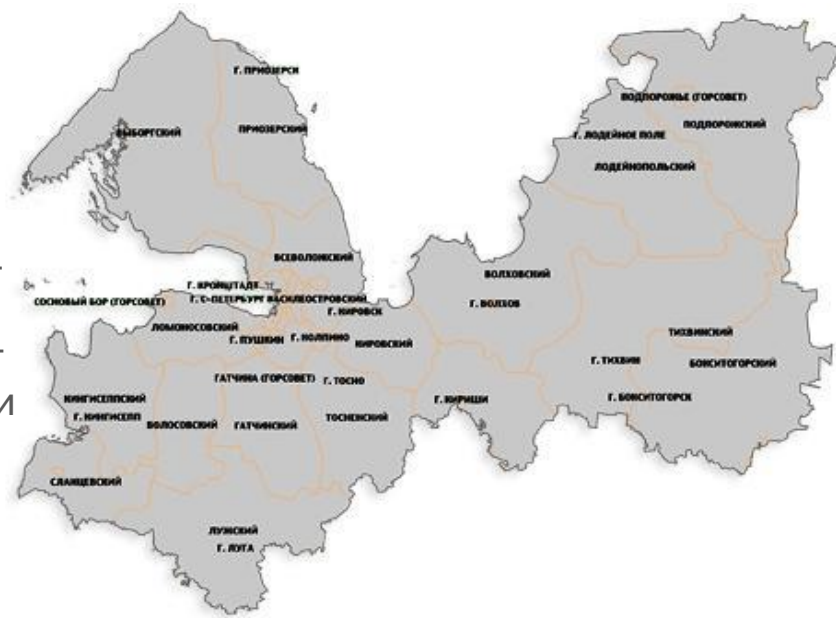 Г. ПРИОЗЕРСК
ПОДПОРОЖЬЕ (ГОРСОВЕТ)
ВЫБОРГСКИЙ
ПРИОЗЕРСКИЙ
ПОДПОРОЖСКИЙ
Г. ЛОДЕЙНОЕ ПОЛЕ
ЛОДЕЙНОПОЛЬСКИЙ
ВСЕВОЛОЖСКИЙ
ВОЛХОВСКИЙ
Г. КРОНШТАДТ
СОСНОВЫЙ БОР (ГОРСОВЕТ)
Г. С-ПЕТЕРБУРГ ВАСИЛЕОСТРОВСКИЙ
Г. ВОЛХОВ
Г. КИРОВСК
ЛОМОНОСОВСКИЙ
Г. ПУШКИН
Г. КОЛПИНО
КИРОВСКИЙ
ТИХВИНСКИЙ
Г. ТИХВИН
БОКСИТОГОРСКИЙ
ГАТЧИНА (ГОРСОВЕТ)
Г. ТОСНО
и
КИНГИСЕППСКИЙ
Г. КИРИШИ
Г. БОКСИТОГОРСК
Г. КИНГИСЕПП
ВОЛОСОВСКИЙ
ГАТЧИНСКИЙ
ТОСНЕНСКИЙ
СЛАНЦЕВСКИЙ
ЛУЖСКИЙ
Г. ЛУГА